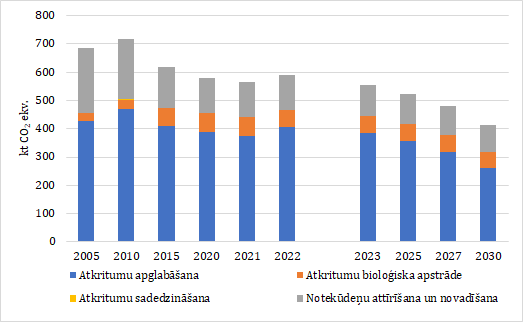 800
700
600
500
400
300
200
100
0
kt CO₂ ekv.
2005 2010 2015 2020 2021 2022 2023 2025 2027 2030
Atkritumu apglabāšana Atkritumu bioloģiska apstrāde
Atkritumu sadedzināšana Notekūdeņu attīrīšana un novadīšana